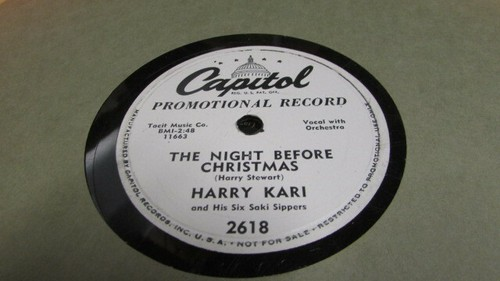 Capitol
REG. U.S. PAT. OFF.
PROMOTIONAL RECORD
Tacit Music Co.
BMI-2:48
11663
Vocal with
Orchestra
THE NIGHT BEFORE
CHRISTMAS
(Harry Stewart)
HARRY KARI
and His Six Saki Sippers
2618
MANUFACTURED BY CAPITOL RECORDS, INC. U. S. A. • NOT FOR SALE • RESTRICTED TO PROMOTIONAL